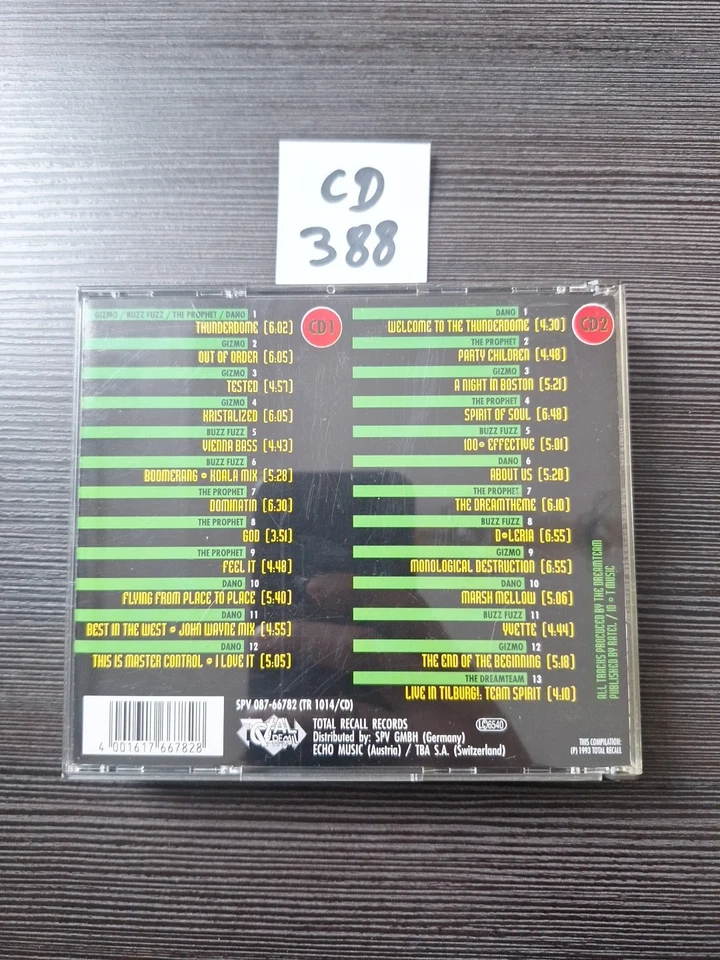 CD
388
GIZMO / BUZZ FUZZ / THE PROPHET / DANO 1
THUNDERDOME (6:02)
CD1
GIZMO 2
OUT OF ORDER (6:05)
GIZMO 3
TESTED (4:57)
GIZMO 4
KRISTALIZED (6:05)
BUZZ FUZZ 5
VIENNA BASS (4:43)
BUZZ FUZZ 6
BOOMERANG • KOALA MIX (5:28)
THE PROPHET 7
DOMINATIN (6:30)
THE PROPHET 8
GOD (3:51)
THE PROPHET 9
FEEL IT (4:48)
DANO 10
FLYING FROM PLACE TO PLACE (5:40)
DANO 11
BEST IN THE WEST • JOHN WAYNE MIX (4:55)
DANO 12
THIS IS MASTER CONTROL • I LOVE IT (5:05)
DANO 1
WELCOME TO THE THUNDERDOME (4:30)
CD2
THE PROPHET 2
PARTY CHILDREN (4:48)
GIZMO 3
A NIGHT IN BOSTON (5:21)
THE PROPHET 4
SPIRIT OF SOUL (6:48)
BUZZ FUZZ 5
100• EFFECTIVE (5:01)
DANO 6
ABOUT US (5:20)
THE PROPHET 7
THE DREAMTHEME (6:10)
BUZZ FUZZ 8
D•LERIA (6:55)
GIZMO 9
MONOLOGICAL DESTRUCTION (6:55)
DANO 10
MARSH MELLOW (5:06)
BUZZ FUZZ 11
YVETTE (4:44)
GIZMO 12
THE END OF THE BEGINNING (5:18)
THE DREAMTEAM 13
LIVE IN TILBURG!: TEAM SPIRIT (4:10)
ALL TRACKS PRODUCED BY THE DREAMTEAM
PUBLISHED BY RATEL / ID • T MUSIC
4 001617 667828
SPV 087-66782 (TR 1014/CD)
TOTAL RECALL
TOTAL RECALL RECORDS
Distributed by: SPV GMBH (Germany)
ECHO MUSIC (Austria) / TBA S.A. (Switzerland)
LC 6540
THIS COMPILATION:
(P) 1993 TOTAL RECALL